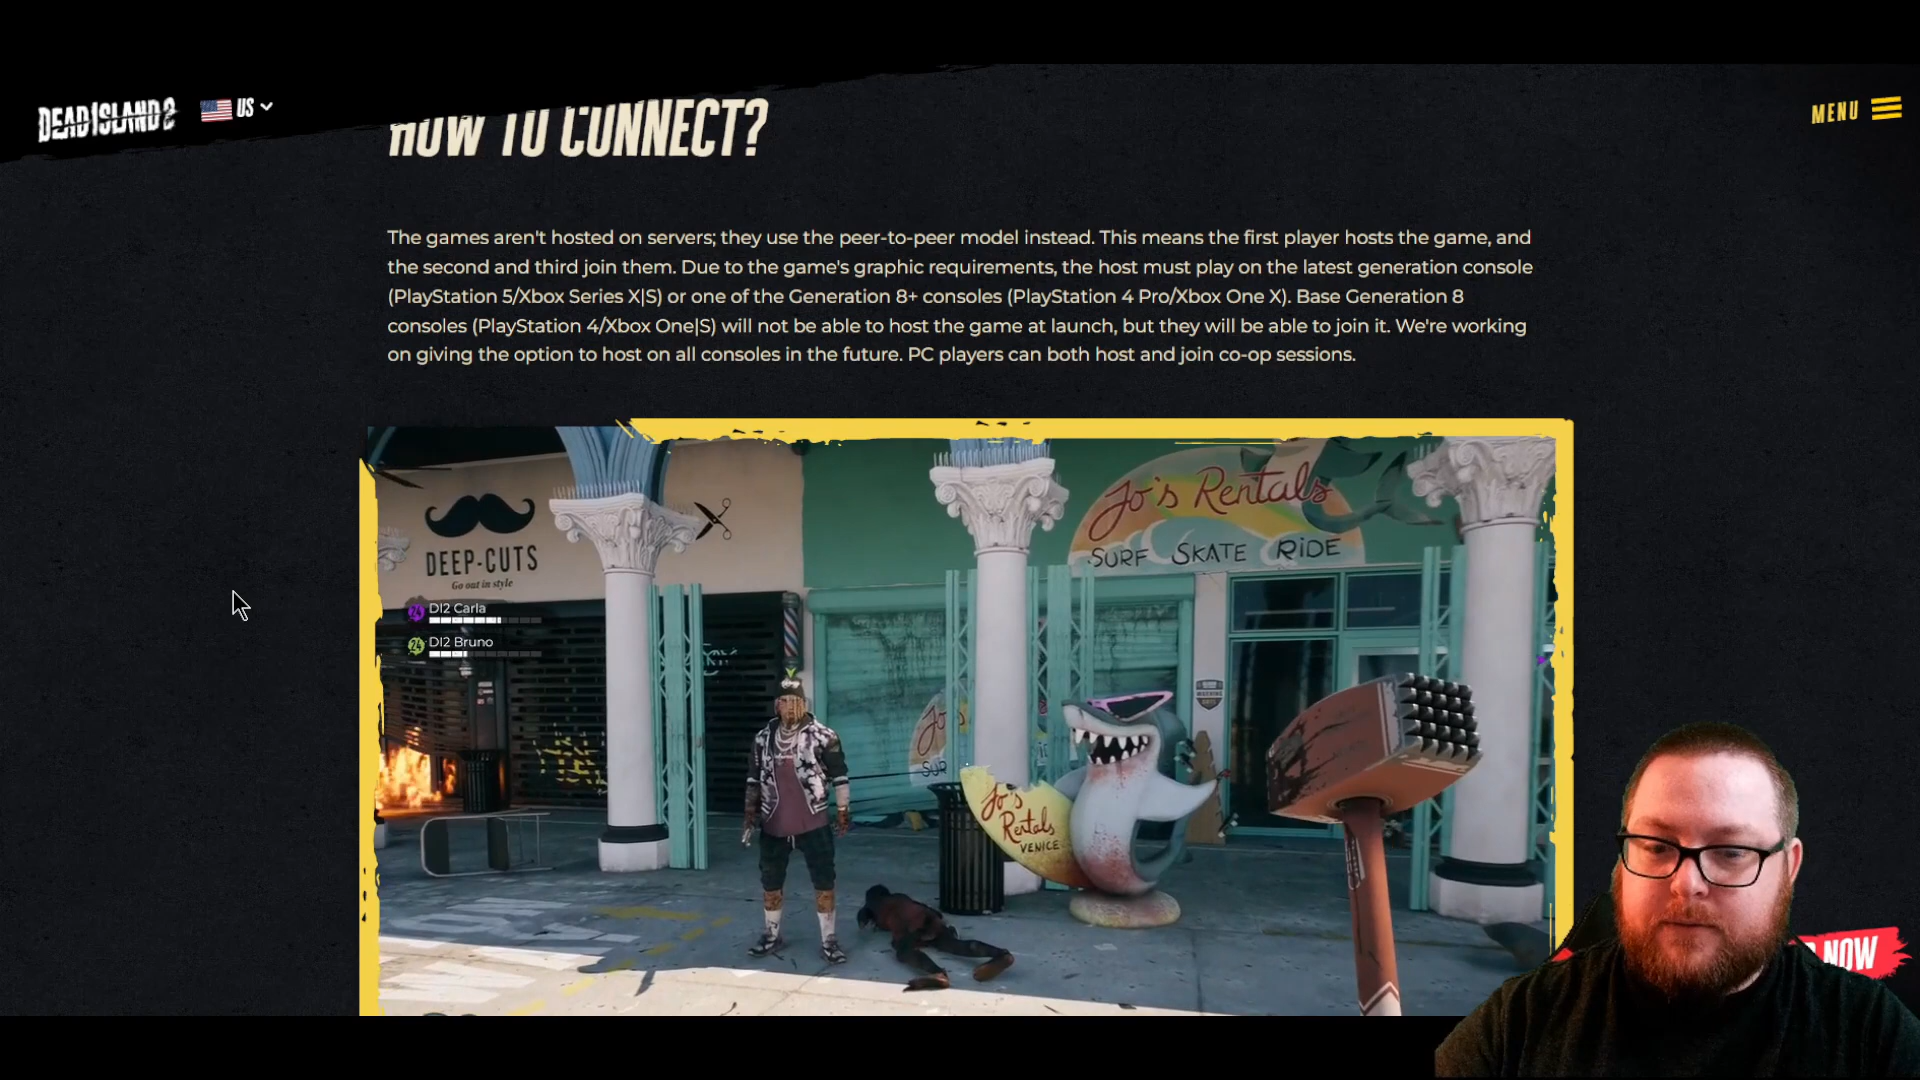 DEAD ISLAND 2
US
MENU
HOW TO CONNECT?
The games aren't hosted on servers; they use the peer-to-peer model instead. This means the first player hosts the game, and
the second and third join them. Due to the game's graphic requirements, the host must play on the latest generation console
(PlayStation 5/Xbox Series X|S) or one of the Generation 8+ consoles (PlayStation 4 Pro/Xbox One X). Base Generation 8
consoles (PlayStation 4/Xbox One|S) will not be able to host the game at launch, but they will be able to join it. We're working
on giving the option to host on all consoles in the future. PC players can both host and join co-op sessions.
Jo's Rentals
SURF SKATE RiDE
DEEP-CUTS
Go out in style
24 DI2 Carla
24 DI2 Bruno
Jo's
Rentals
VENICE
NOW